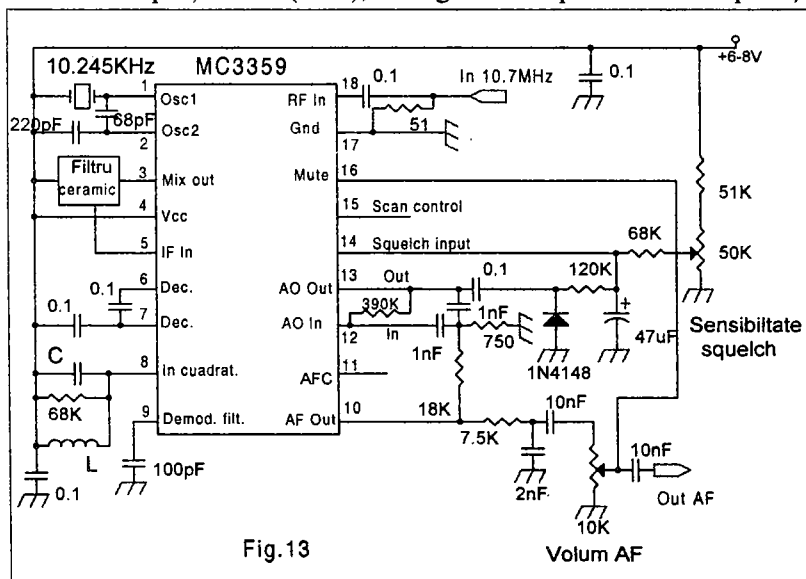 +6-8V
10.245KHz
MC3359
0.1
In 10.7MHz
0.1
1
Osc1
RF In
18
68pF
51
220pF
2
Osc2
Gnd
17
Filtru
ceramic
3
Mix out
Mute
16
51K
4
Vcc
15
Scan control
5
IF In
14
Squelch input
68K
50K
6
Dec.
AO Out
13
Out
0.1
120K
0.1
0.1
7
Dec.
390K
AO In
12
In
1nF
750
1nF
1N4148
+
47uF
Sensibiltate
squelch
C
8
In cuadrat.
AFC
11
68K
9
Demod. filt.
AF Out
10
18K
7.5K
10nF
L
100pF
0.1
2nF
10nF
Out AF
10K
Fig.13
Volum AF